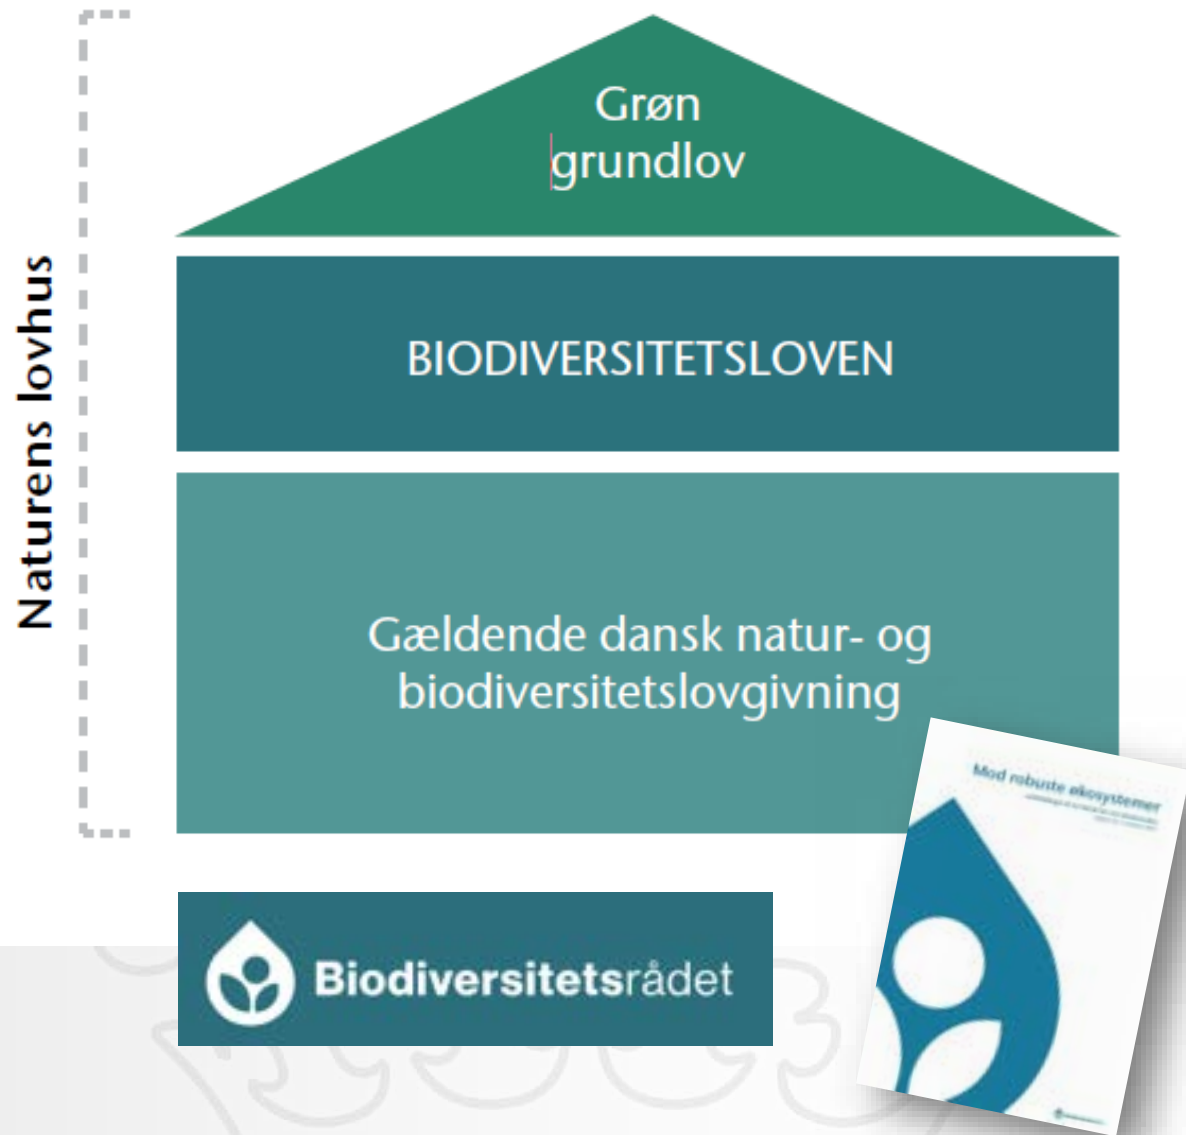 Naturens lovhus
Grøn
grundlov
BIODIVERSITETSLOVEN
Gældende dansk natur- og
biodiversitetslovgivning
Mod robuste økosystemer
Biodiversitetsrådet